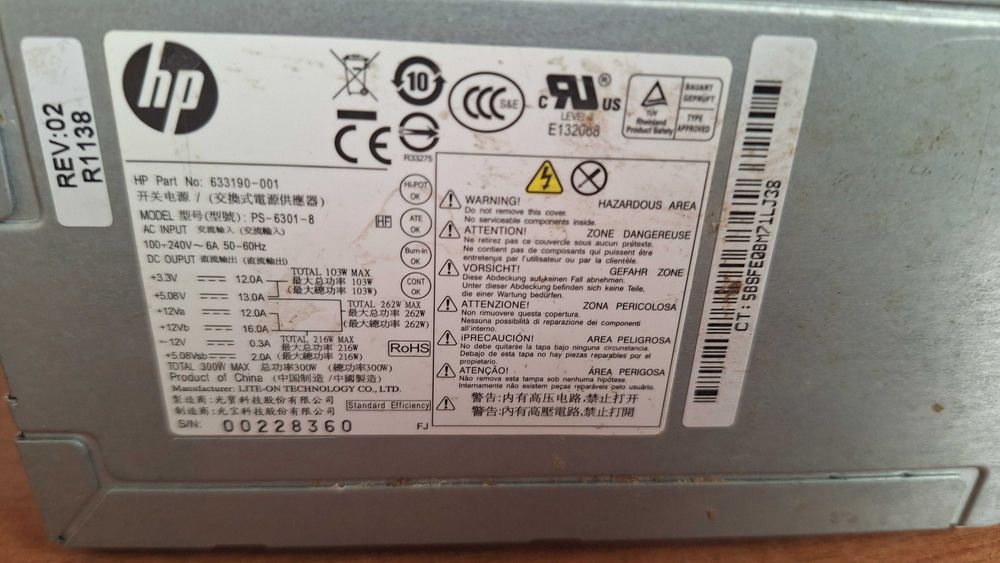 REV:02
R1138
hp
10
CCC S&E
c RU ® US
LEVEL
E132068
TÜV
Rheinland
Product Safety
BAUART
GEPRÜFT
TYPE
APPROVED
CE
R33275
HP Part No: 633190-001
开关电源 / (交換式電源供應器)
MODEL 型号(型號): PS-6301-8
AC INPUT 交流输入 (交流輸入)
100-240V~ 6A 50-60Hz
DC OUPUT 直流输出 (直流輸出)
+3.3V 12.0A
+5.08V 13.0A
+12Va 12.0A
+12Vb 16.0A
-12V 0.3A
+5.08Vsb 2.0A
TOTAL 103W MAX
(最大总功率 103W
最大總功率 103W)
TOTAL 262W MAX
(最大总功率 262W
最大總功率 262W)
TOTAL 216W MAX
(最大总功率 216W
最大總功率 216W)
TOTAL 300W MAX 总功率300W (總功率300W)
Product of China (中国制造 / 中國製造)
Manufacturer: LITE-ON TECHNOLOGY CO., LTD.
製造商: 光寶科技股份有限公司
制造商: 光宝科技股份有限公司
Standard Efficiency
S/N: 00228360
FJ
HF
Hi-POT
OK
ATE
OK
Burn-In
OK
CONT
OK
RoHS
WARNING! HAZARDOUS AREA
Do not remove this cover.
No serviceable components inside.
ATTENTION! ZONE DANGEREUSE
Ne retirez pas ce couvercle sous aucun prétexte.
Ne contient pas de composants qui puissent être
entretenus par l'utilisateur ou par la clientèle.
VORSICHT! GEFAHR ZONE
Diese Abdeckung auf keinen Fall abnehmen.
Unter dieser Abdeckung befinden sich keine Teile,
die einer Wartung bedürfen.
ATTENZIONE! ZONA PERICOLOSA
Non rimuovere questa copertura.
Nessuna possibilità di riparazione dei componenti
all'interno.
¡PRECAUCIÓN! AREA PELIGROSA
No debe quitarse la tapa bajo ninguna circunstancia.
Debajo de esta tapa no hay piezas reparables por el
propietario.
ATENÇÃO! ÁREA PERIGOSA
Não remova esta tampa sob nenhuma hipótese.
Internamente não existem peças reparáveis pelo usuário.
警告:内有高压电路,禁止打开
警告:內有高壓電路,禁止打開
CT:5BSFE0BM71LJ38